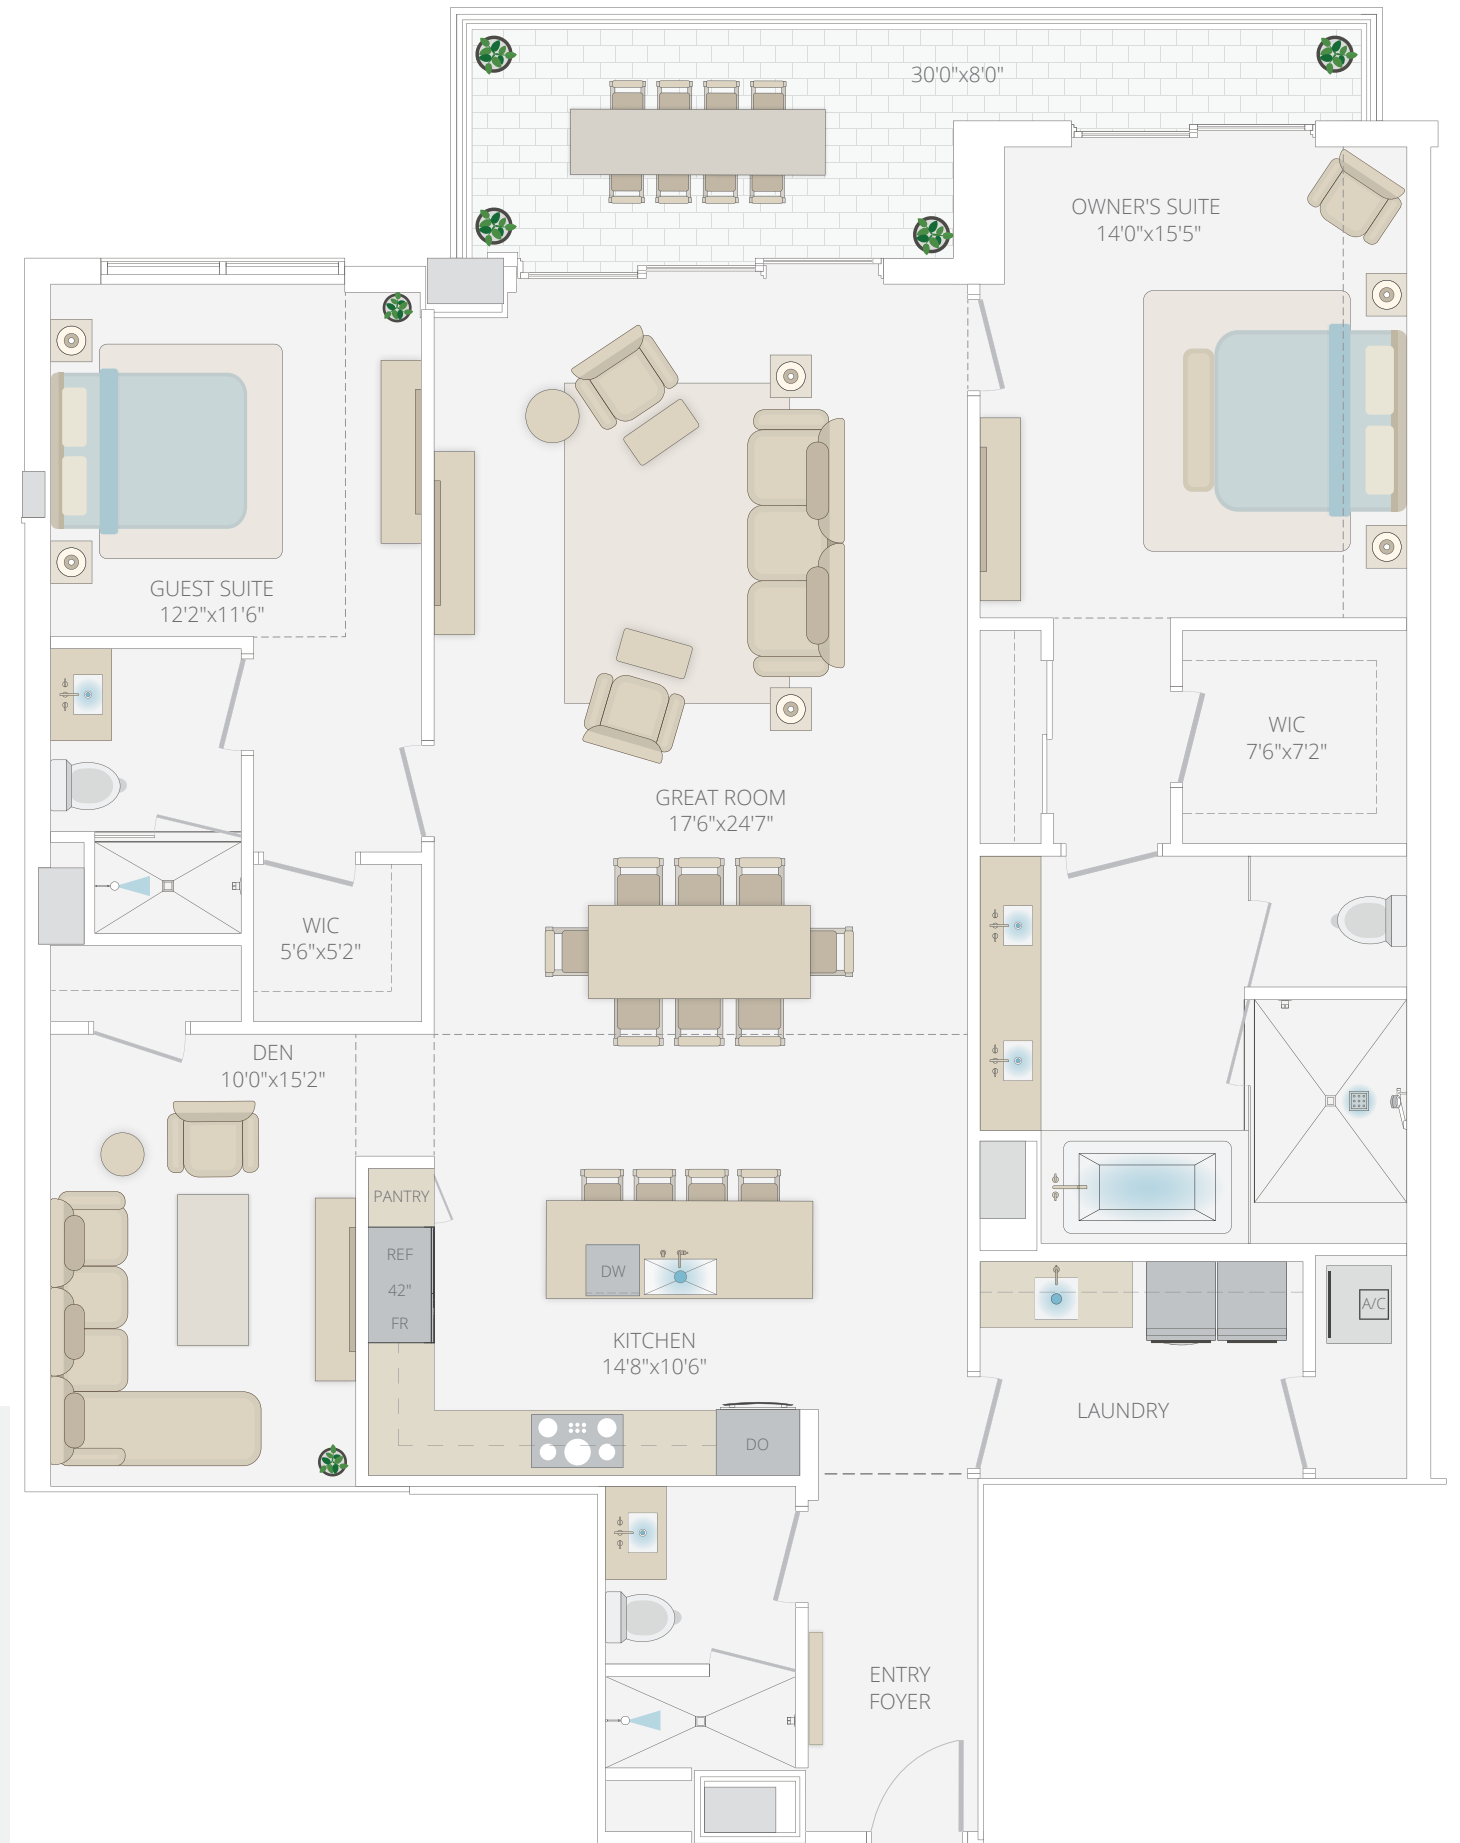 30'0"x8'0"
OWNER'S SUITE
14'0"x15'5"
GUEST SUITE
12'2"x11'6"
WIC
7'6"x7'2"
GREAT ROOM
17'6"x24'7"
WIC
5'6"x5'2"
DEN
10'0"x15'2"
PANTRY
REF
42"
FR
DW
A/C
KITCHEN
14'8"x10'6"
LAUNDRY
DO
ENTRY
FOYER